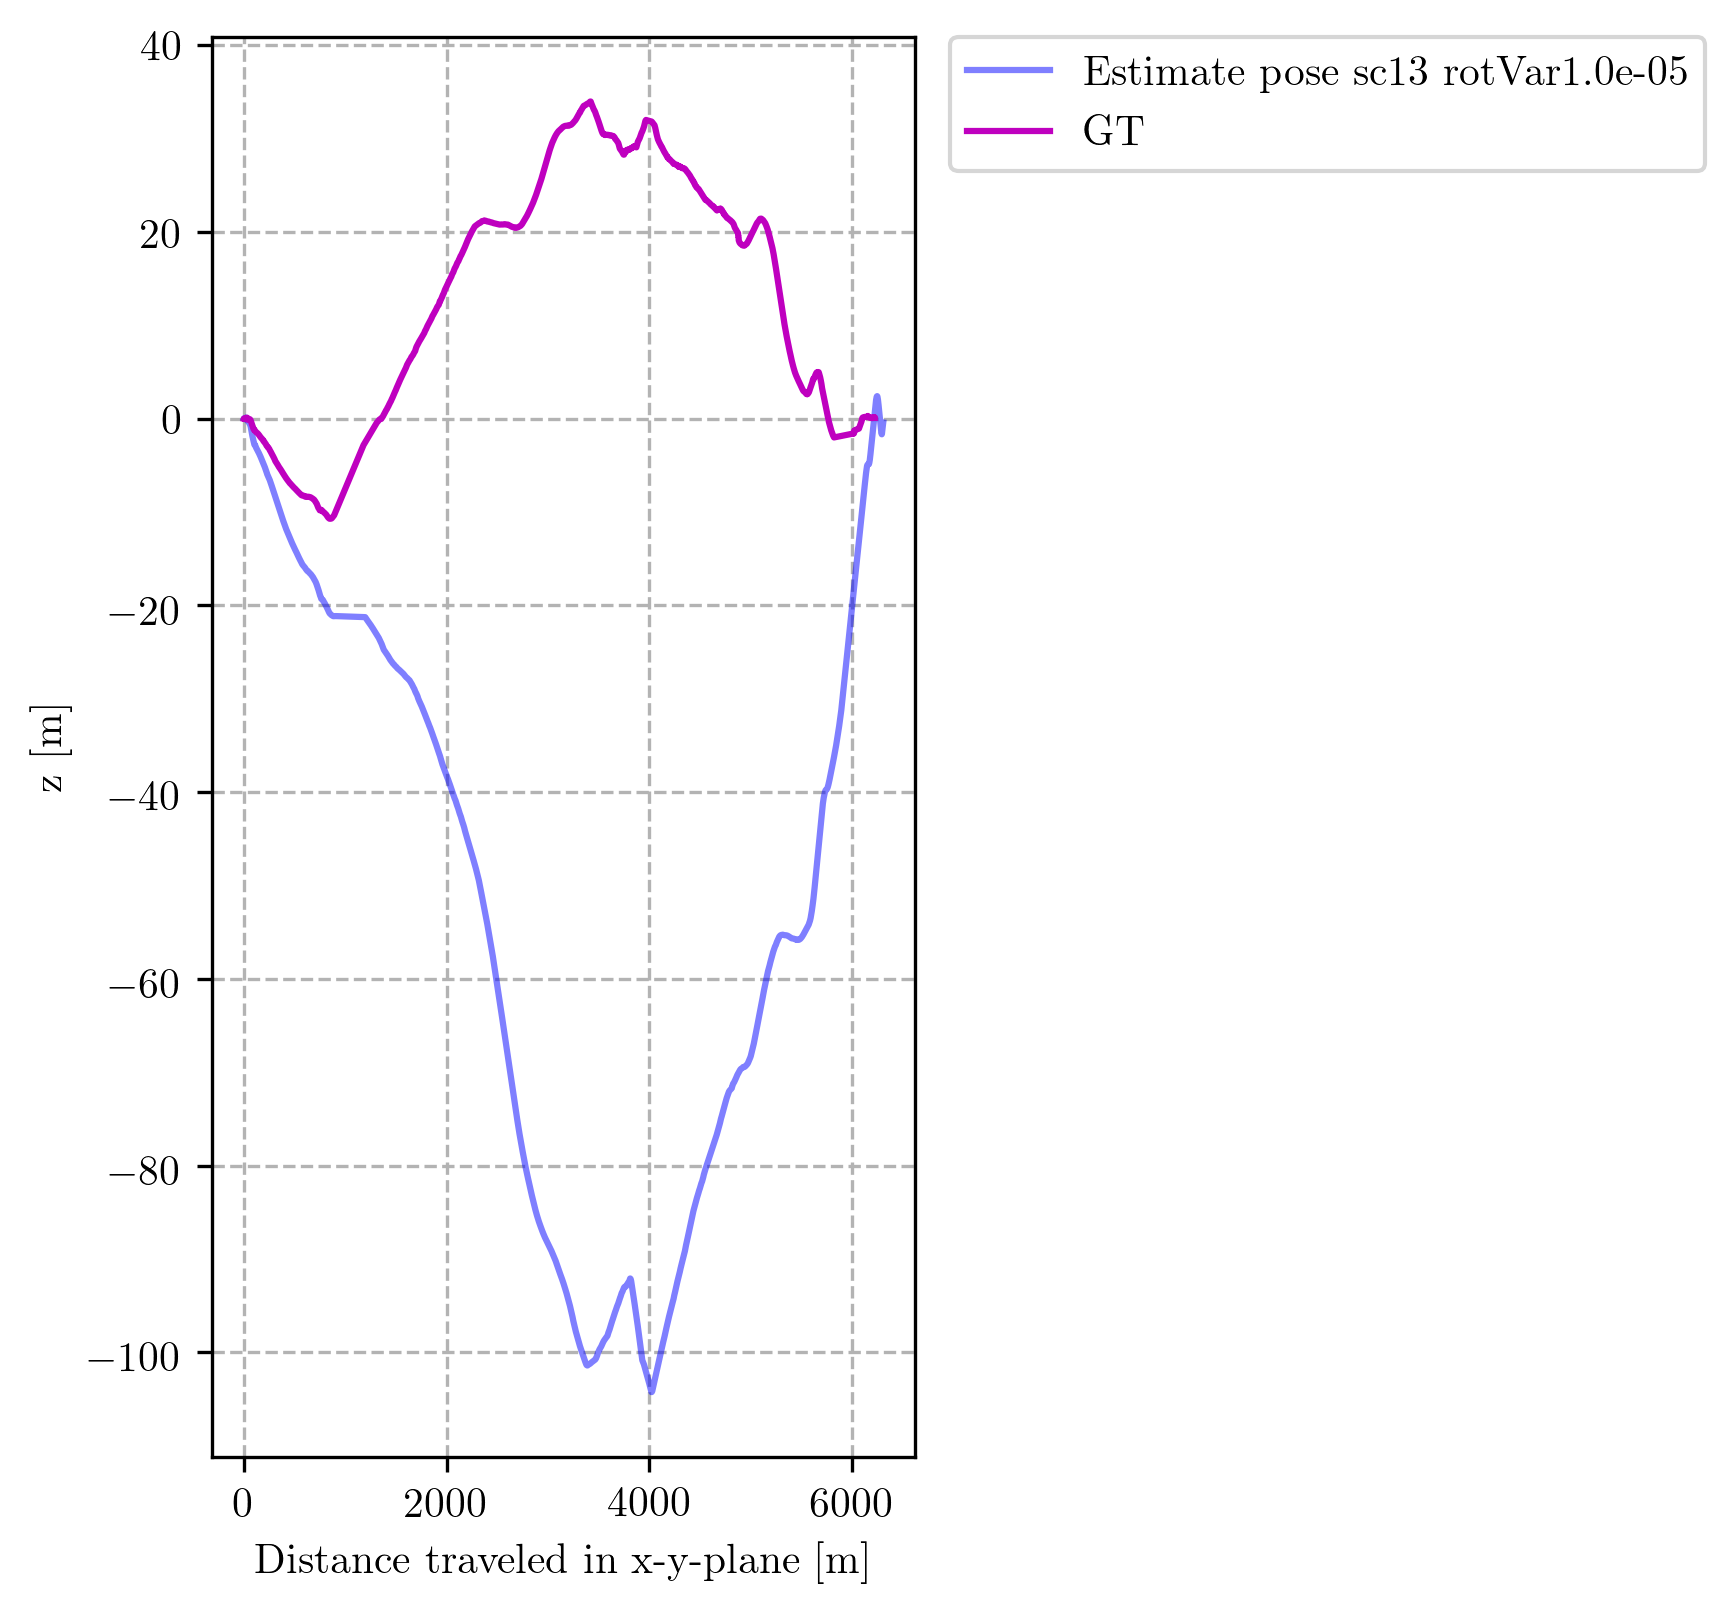 Estimate pose sc13 rotVar1.0e-05
GT
40
20
0
−20
−40
−60
−80
−100
z [m]
0 2000 4000 6000
Distance traveled in x-y-plane [m]